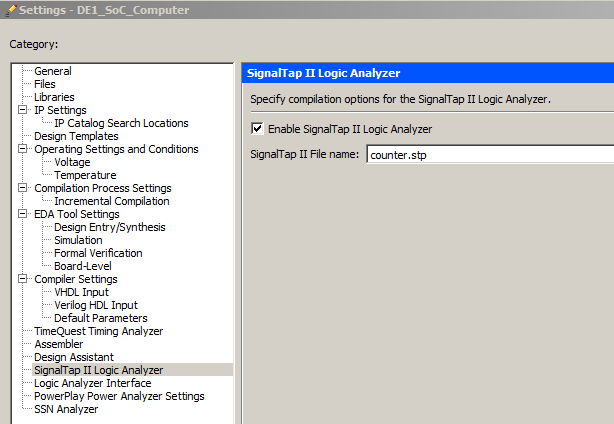 Settings - DE1_SoC_Computer
Category:
General
Files
Libraries
IP Settings
IP Catalog Search Locations
Design Templates
Operating Settings and Conditions
Voltage
Temperature
Compilation Process Settings
Incremental Compilation
EDA Tool Settings
Design Entry/Synthesis
Simulation
Formal Verification
Board-Level
Compiler Settings
VHDL Input
Verilog HDL Input
Default Parameters
TimeQuest Timing Analyzer
Assembler
Design Assistant
SignalTap II Logic Analyzer
Logic Analyzer Interface
PowerPlay Power Analyzer Settings
SSN Analyzer
SignalTap II Logic Analyzer
Specify compilation options for the SignalTap II Logic Analyzer.
Enable SignalTap II Logic Analyzer
SignalTap II File name: counter.stp